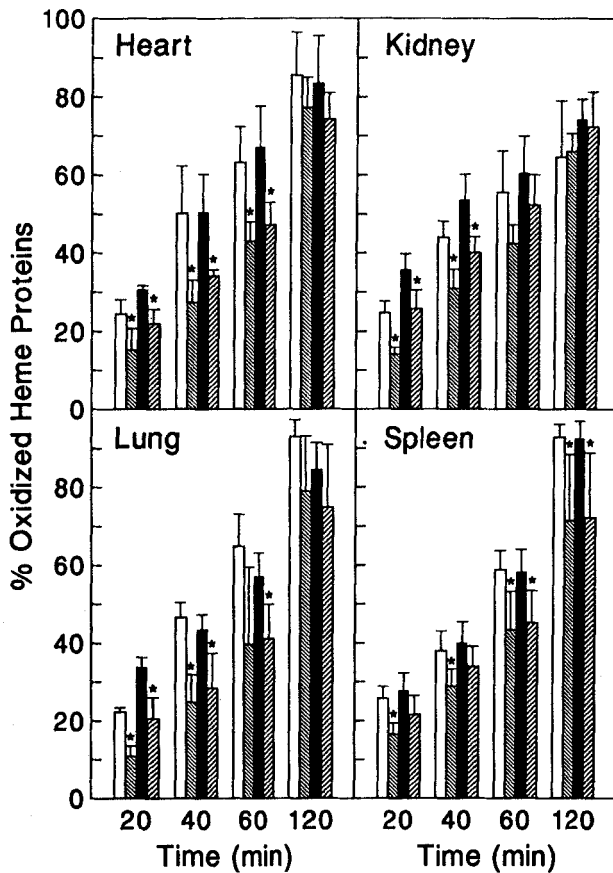 % Oxidized Heme Proteins
100
80
60
40
20
0
Heart
* * * * * *
Kidney
* * * *
80
60
40
20
0
Lung
* * * * *
Spleen
* * * * * *
20 40 60 120
Time (min)
20 40 60 120
Time (min)